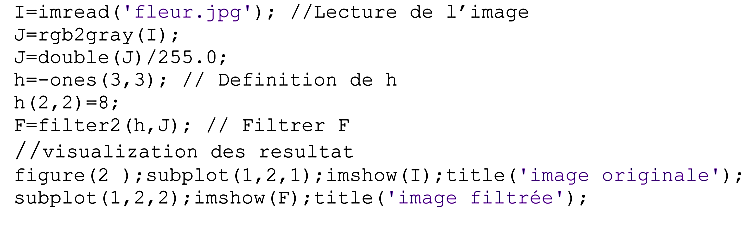 I=imread('fleur.jpg'); //Lecture de l’image
J=rgb2gray(I);
J=double(J)/255.0;
h=-ones(3,3); // Definition de h
h(2,2)=8;
F=filter2(h,J); // Filtrer F
//visualization des resultat
figure(2 );subplot(1,2,1);imshow(I);title('image originale');
subplot(1,2,2);imshow(F);title('image filtrée');